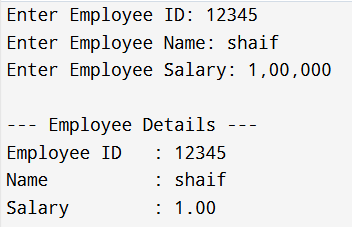 Enter Employee ID: 12345
Enter Employee Name: shaif
Enter Employee Salary: 1,00,000

--- Employee Details ---
Employee ID   : 12345
Name          : shaif
Salary        : 1.00